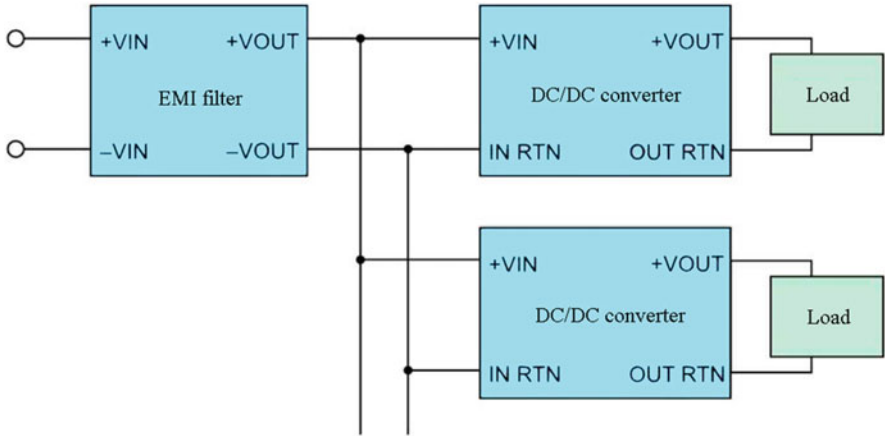 +VIN +VOUT
EMI filter
–VIN –VOUT
+VIN +VOUT
DC/DC converter
IN RTN OUT RTN
Load
+VIN +VOUT
DC/DC converter
IN RTN OUT RTN
Load